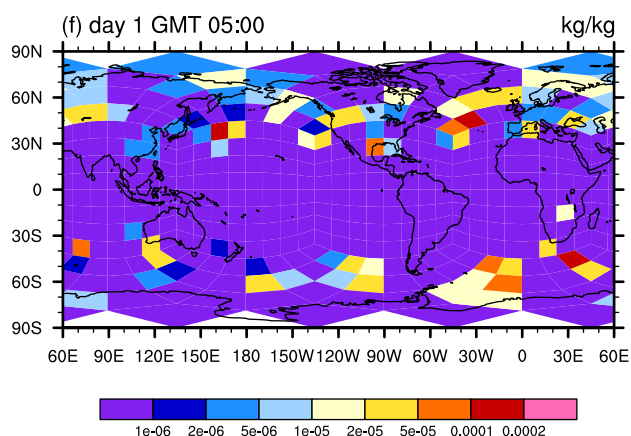 (f) day 1 GMT 05:00 kg/kg
90N
60N
30N
0
30S
60S
90S
60E 90E 120E 150E 180 150W 120W 90W 60W 30W 0 30E 60E
1e-06 2e-06 5e-06 1e-05 2e-05 5e-05 0.0001 0.0002